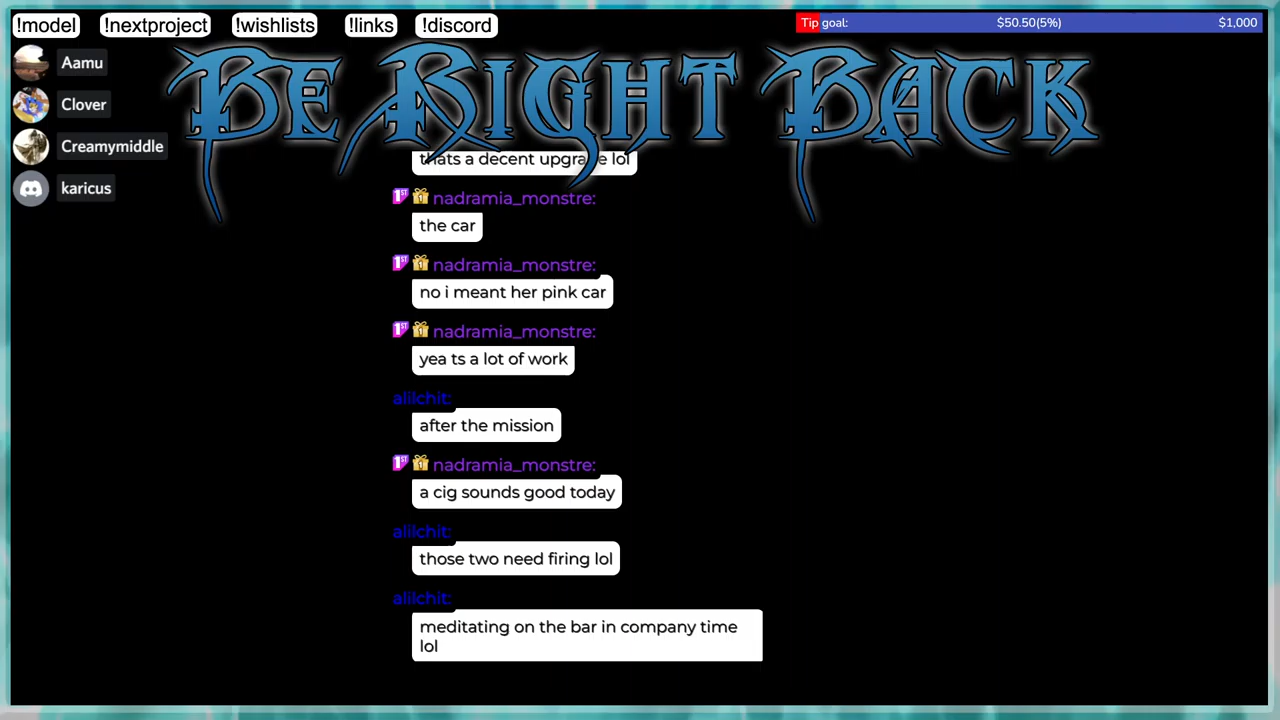 !model !nextproject !wishlists !links !discord
Tip goal: $50.50(5%) $1,000
Be Right Back
Aamu
Clover
Creamymiddle
karicus
thats a decent upgrade lol
nadramia_monstre:
the car
nadramia_monstre:
no i meant her pink car
nadramia_monstre:
yea ts a lot of work
alilchit:
after the mission
nadramia_monstre:
a cig sounds good today
alilchit:
those two need firing lol
alilchit:
meditating on the bar in company time
lol